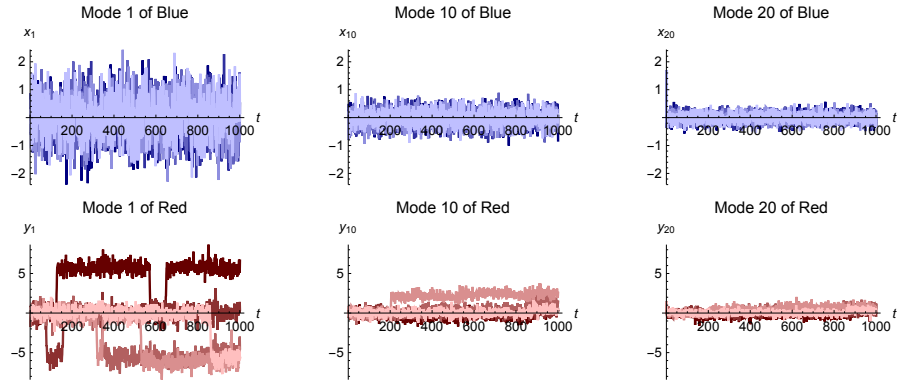 Mode 1 of Blue
x1
2
1
200 400 600 800 1000 t
−1
−2
Mode 10 of Blue
x10
2
1
200 400 600 800 1000 t
−1
−2
Mode 20 of Blue
x20
2
1
200 400 600 800 1000 t
−1
−2
Mode 1 of Red
y1
5
200 400 600 800 1000 t
−5
Mode 10 of Red
y10
5
200 400 600 800 1000 t
−5
Mode 20 of Red
y20
5
200 400 600 800 1000 t
−5